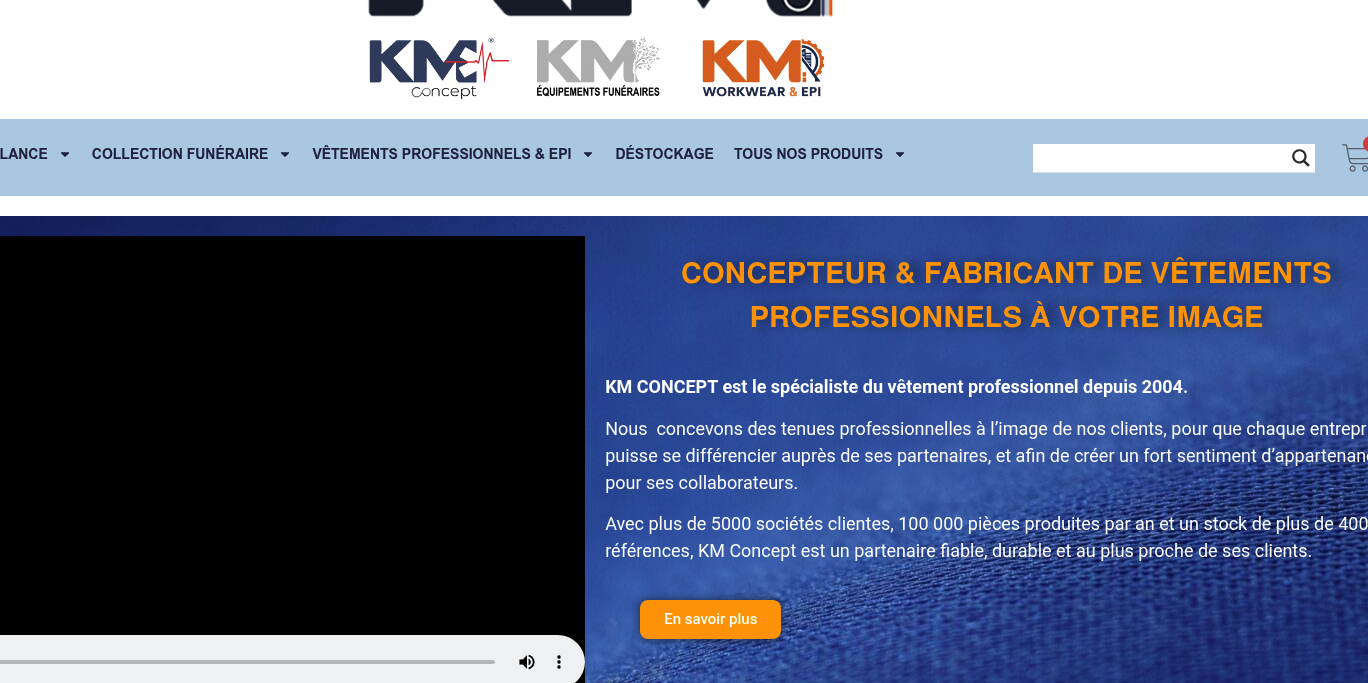 KM
Concept
KM
ÉQUIPEMENTS FUNÉRAIRES
KM
WORKWEAR & EPI
LANCE
COLLECTION FUNÉRAIRE
VÊTEMENTS PROFESSIONNELS & EPI
DÉSTOCKAGE
TOUS NOS PRODUITS
CONCEPTEUR & FABRICANT DE VÊTEMENTS
PROFESSIONNELS À VOTRE IMAGE
KM CONCEPT est le spécialiste du vêtement professionnel depuis 2004.
Nous concevons des tenues professionnelles à l’image de nos clients, pour que chaque entrepr
puisse se différencier auprès de ses partenaires, et afin de créer un fort sentiment d’appartenanc
pour ses collaborateurs.
Avec plus de 5000 sociétés clientes, 100 000 pièces produites par an et un stock de plus de 400
références, KM Concept est un partenaire fiable, durable et au plus proche de ses clients.
En savoir plus